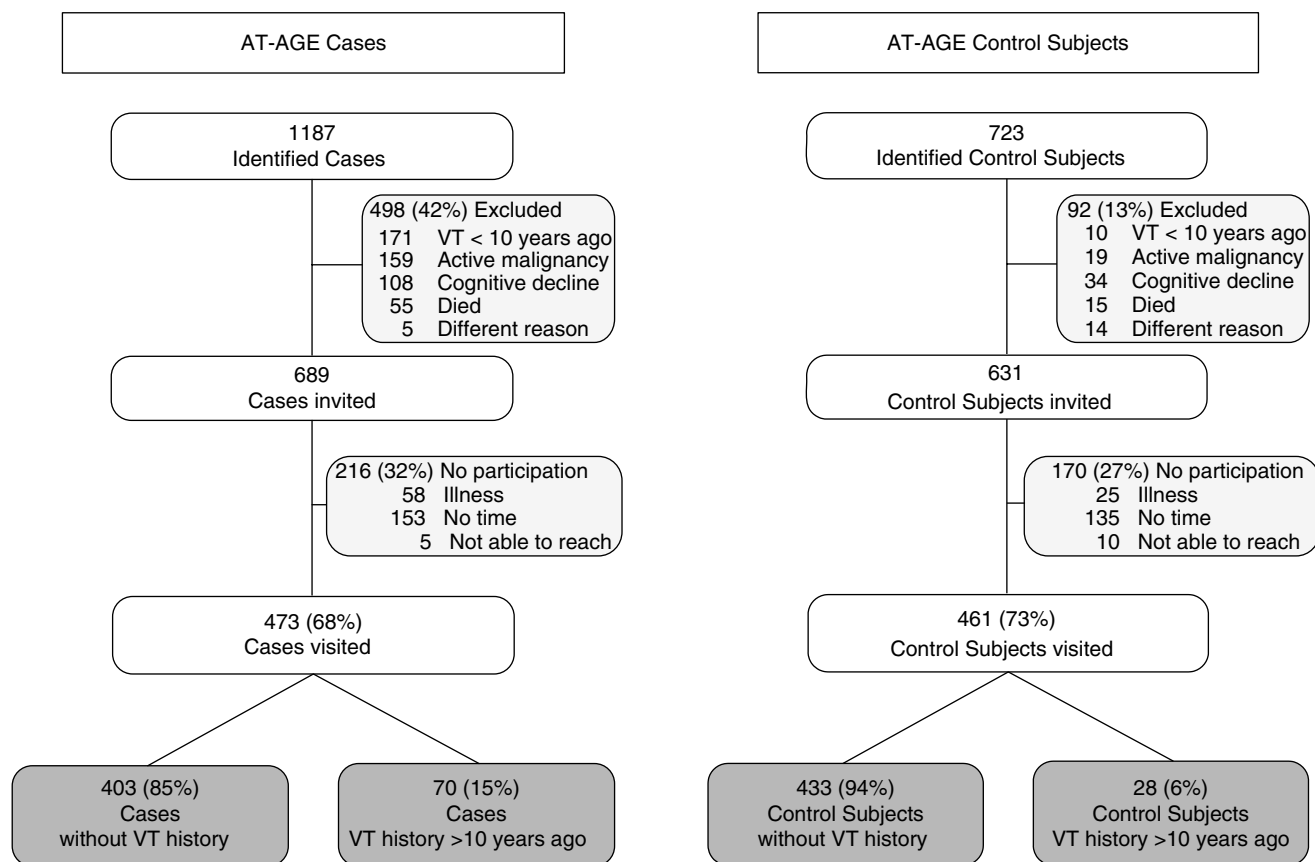 AT-AGE Cases
1187
Identified Cases
498 (42%) Excluded
171 VT < 10 years ago
159 Active malignancy
108 Cognitive decline
55 Died
5 Different reason
689
Cases invited
216 (32%) No participation
58 Illness
153 No time
5 Not able to reach
473 (68%)
Cases visited
403 (85%)
Cases
without VT history
70 (15%)
Cases
VT history >10 years ago
AT-AGE Control Subjects
723
Identified Control Subjects
92 (13%) Excluded
10 VT < 10 years ago
19 Active malignancy
34 Cognitive decline
15 Died
14 Different reason
631
Control Subjects invited
170 (27%) No participation
25 Illness
135 No time
10 Not able to reach
461 (73%)
Control Subjects visited
433 (94%)
Control Subjects
without VT history
28 (6%)
Control Subjects
VT history >10 years ago